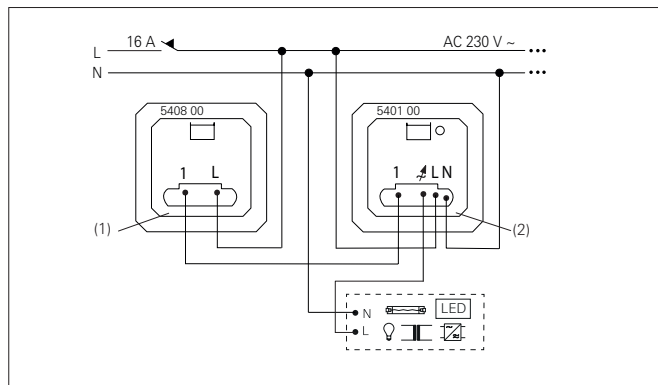 L 16 A AC 230 V ~ •••
N •••
5408 00 5401 00
1 L 1 L N
(1) (2)
N LED
L